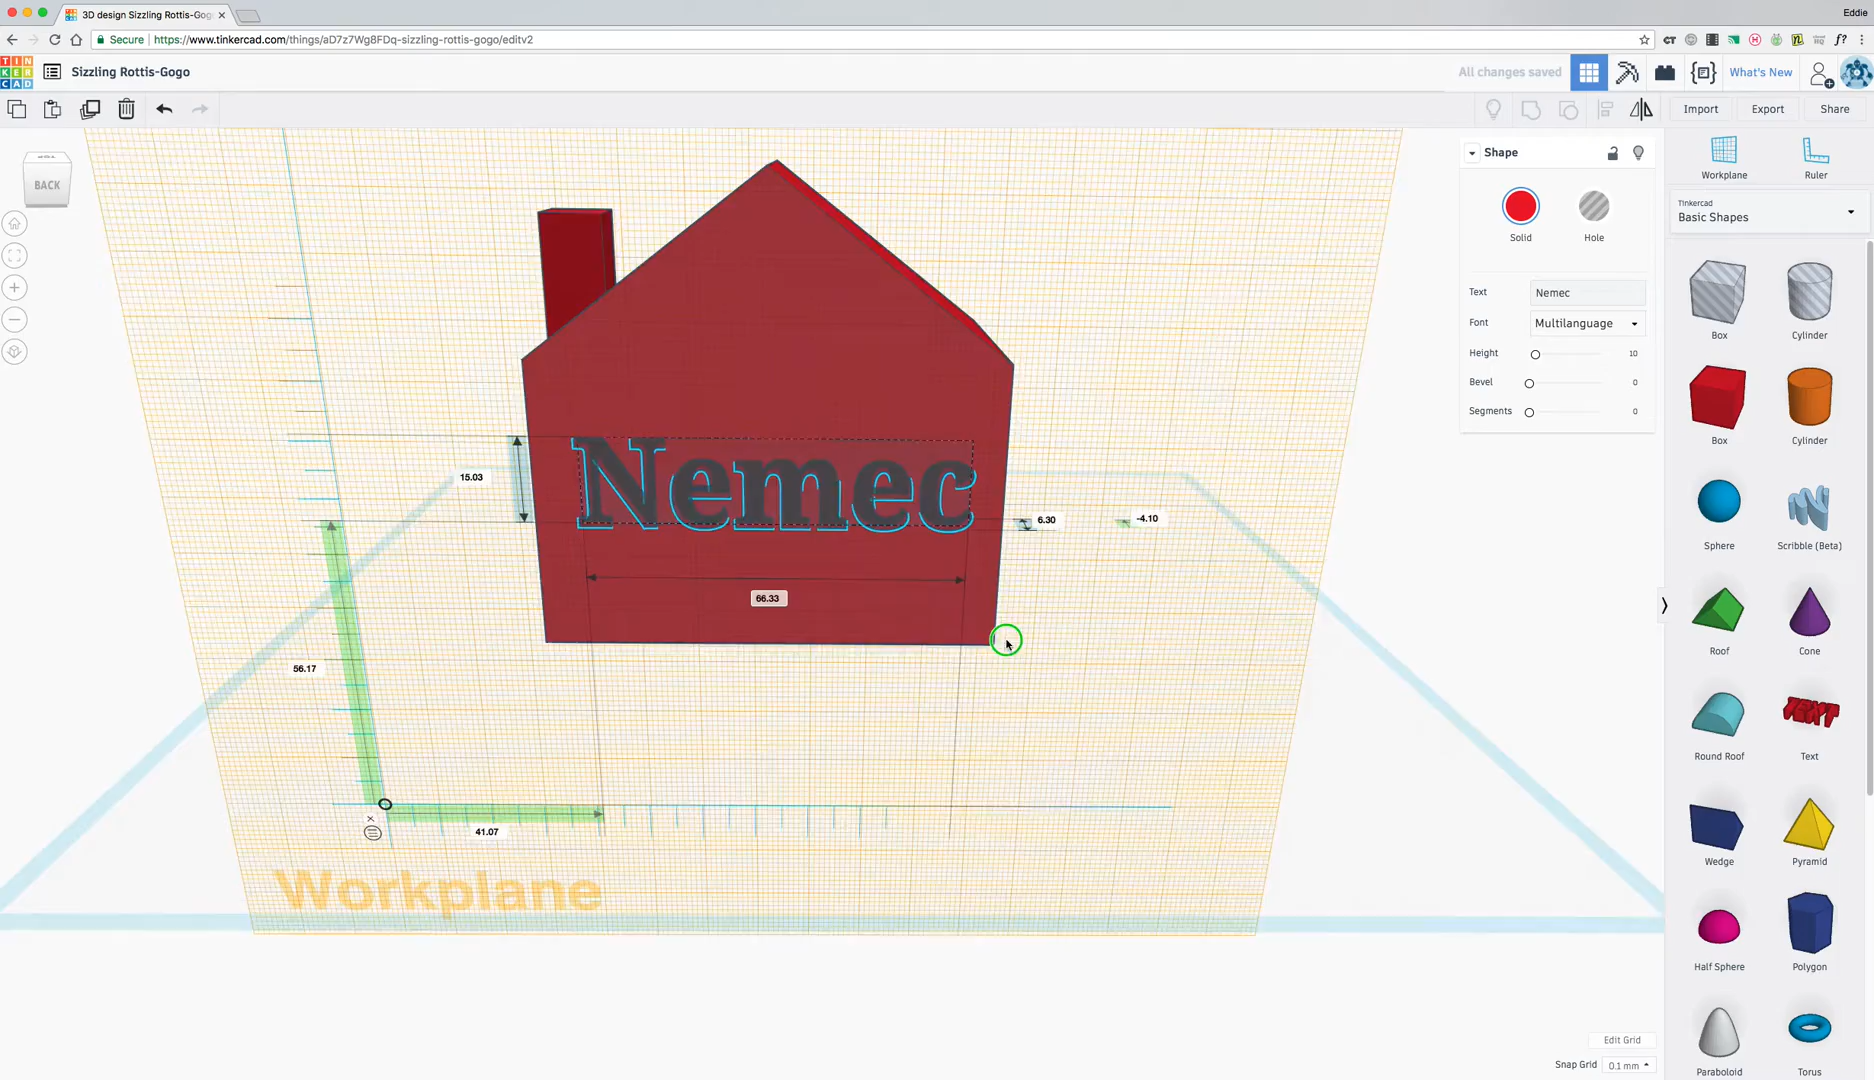 3D design Sizzling Rottis-Gog
Eddie
Secure https://www.tinkercad.com/things/aD7z7Wg8FDq-sizzling-rottis-gogo/editv2
TIN
KER
CAD
Sizzling Rottis-Gogo
All changes saved
What's New
Import
Export
Share
TOP
BACK
Shape
Solid
Hole
Text
Nemec
Font
Multilanguage
Height
10
Bevel
0
Segments
0
Workplane
Ruler
Tinkercad
Basic Shapes
Box
Cylinder
Box
Cylinder
Sphere
Scribble (Beta)
Roof
Cone
Round Roof
TEXT
Text
Wedge
Pyramid
Half Sphere
Polygon
Paraboloid
Torus
Nemec
15.03
6.30
-4.10
66.33
56.17
41.07
Workplane
Edit Grid
Snap Grid
0.1 mm